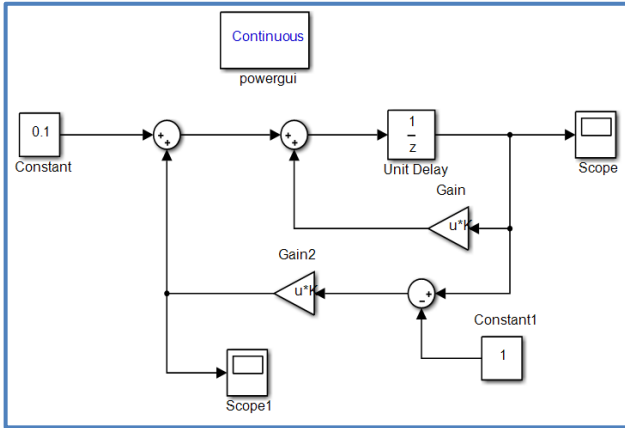 Continuous
powergui
0.1
Constant
+
+
+
+
1
z
Unit Delay
Scope
Gain
u*K
Gain2
u*K
+
−
Constant1
1
Scope1